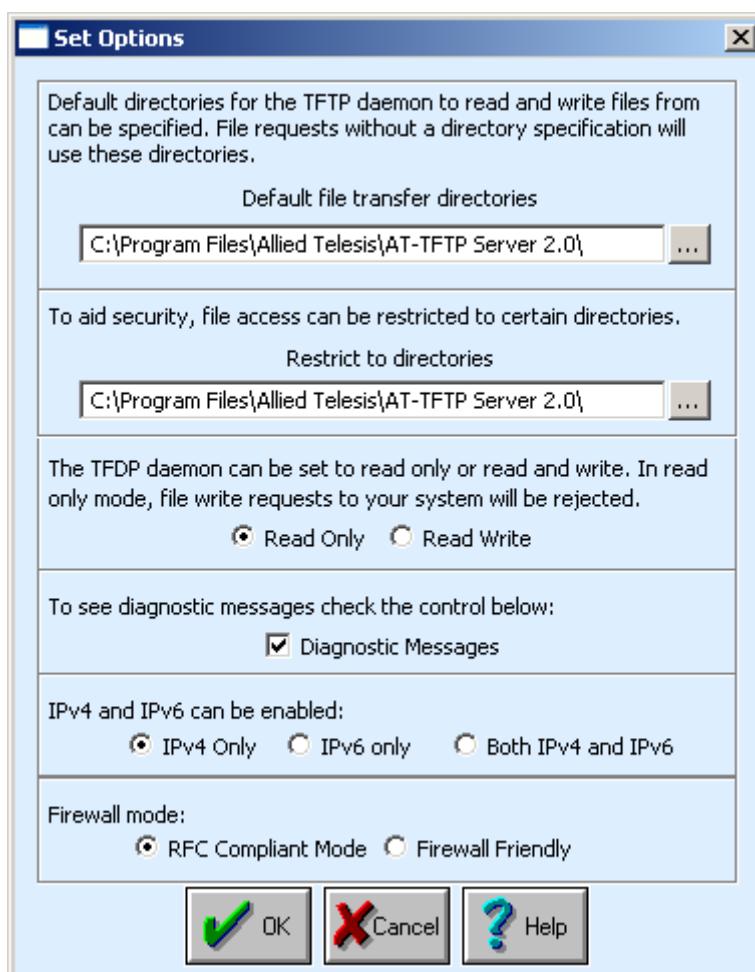 Set Options
Default directories for the TFTP daemon to read and write files from
can be specified. File requests without a directory specification will
use these directories.
Default file transfer directories
C:\Program Files\Allied Telesis\AT-TFTP Server 2.0\
...
To aid security, file access can be restricted to certain directories.
Restrict to directories
C:\Program Files\Allied Telesis\AT-TFTP Server 2.0\
...
The TFDP daemon can be set to read only or read and write. In read
only mode, file write requests to your system will be rejected.
Read Only Read Write
To see diagnostic messages check the control below:
Diagnostic Messages
IPv4 and IPv6 can be enabled:
IPv4 Only IPv6 only Both IPv4 and IPv6
Firewall mode:
RFC Compliant Mode Firewall Friendly
OK Cancel Help